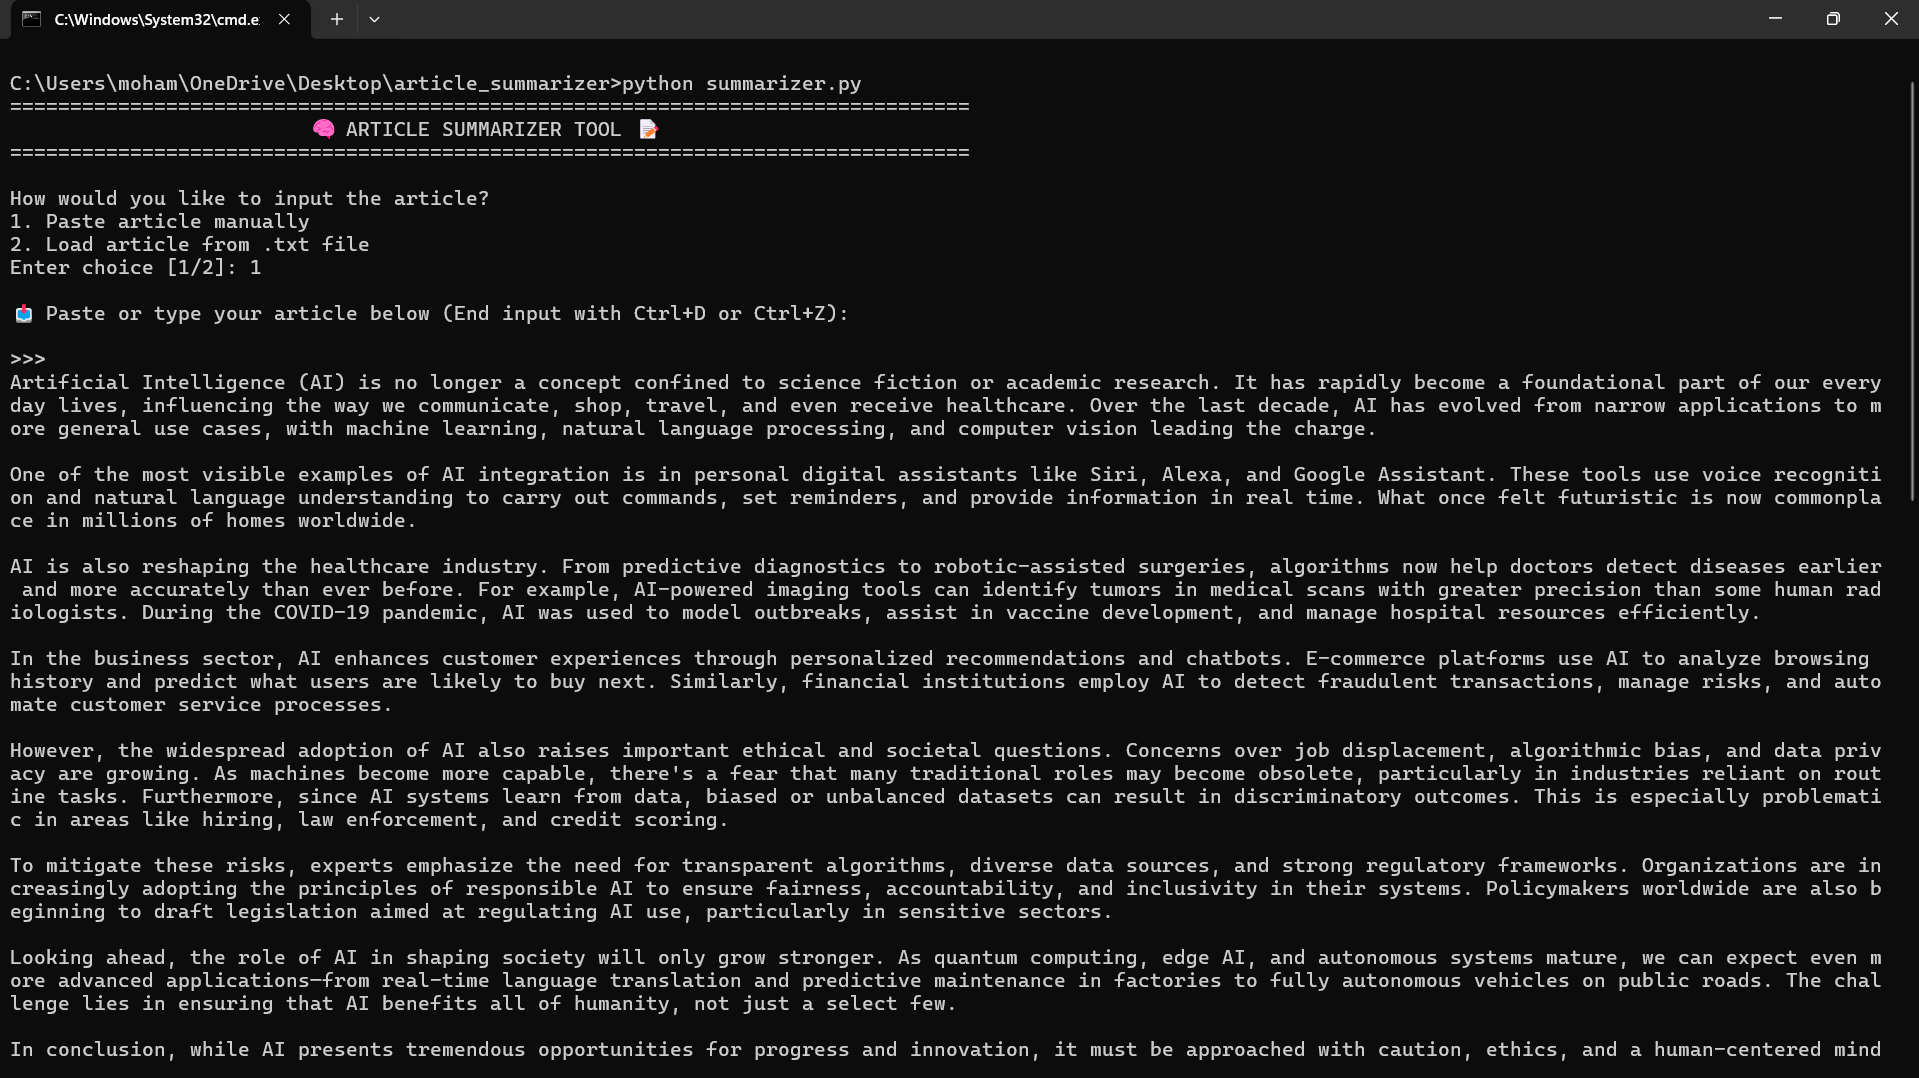 C:\Windows\System32\cmd.e
C:\Users\moham\OneDrive\Desktop\article_summarizer>python summarizer.py
================================================================================
🧠 ARTICLE SUMMARIZER TOOL 📝
================================================================================
How would you like to input the article?
1. Paste article manually
2. Load article from .txt file
Enter choice [1/2]: 1
📥 Paste or type your article below (End input with Ctrl+D or Ctrl+Z):
>>>
Artificial Intelligence (AI) is no longer a concept confined to science fiction or academic research. It has rapidly become a foundational part of our every
day lives, influencing the way we communicate, shop, travel, and even receive healthcare. Over the last decade, AI has evolved from narrow applications to m
ore general use cases, with machine learning, natural language processing, and computer vision leading the charge.
One of the most visible examples of AI integration is in personal digital assistants like Siri, Alexa, and Google Assistant. These tools use voice recogniti
on and natural language understanding to carry out commands, set reminders, and provide information in real time. What once felt futuristic is now commonpla
ce in millions of homes worldwide.
AI is also reshaping the healthcare industry. From predictive diagnostics to robotic-assisted surgeries, algorithms now help doctors detect diseases earlier
 and more accurately than ever before. For example, AI-powered imaging tools can identify tumors in medical scans with greater precision than some human rad
iologists. During the COVID-19 pandemic, AI was used to model outbreaks, assist in vaccine development, and manage hospital resources efficiently.
In the business sector, AI enhances customer experiences through personalized recommendations and chatbots. E-commerce platforms use AI to analyze browsing
history and predict what users are likely to buy next. Similarly, financial institutions employ AI to detect fraudulent transactions, manage risks, and auto
mate customer service processes.
However, the widespread adoption of AI also raises important ethical and societal questions. Concerns over job displacement, algorithmic bias, and data priv
acy are growing. As machines become more capable, there's a fear that many traditional roles may become obsolete, particularly in industries reliant on rout
ine tasks. Furthermore, since AI systems learn from data, biased or unbalanced datasets can result in discriminatory outcomes. This is especially problemati
c in areas like hiring, law enforcement, and credit scoring.
To mitigate these risks, experts emphasize the need for transparent algorithms, diverse data sources, and strong regulatory frameworks. Organizations are in
creasingly adopting the principles of responsible AI to ensure fairness, accountability, and inclusivity in their systems. Policymakers worldwide are also b
eginning to draft legislation aimed at regulating AI use, particularly in sensitive sectors.
Looking ahead, the role of AI in shaping society will only grow stronger. As quantum computing, edge AI, and autonomous systems mature, we can expect even m
ore advanced applications—from real-time language translation and predictive maintenance in factories to fully autonomous vehicles on public roads. The chal
lenge lies in ensuring that AI benefits all of humanity, not just a select few.
In conclusion, while AI presents tremendous opportunities for progress and innovation, it must be approached with caution, ethics, and a human-centered mind